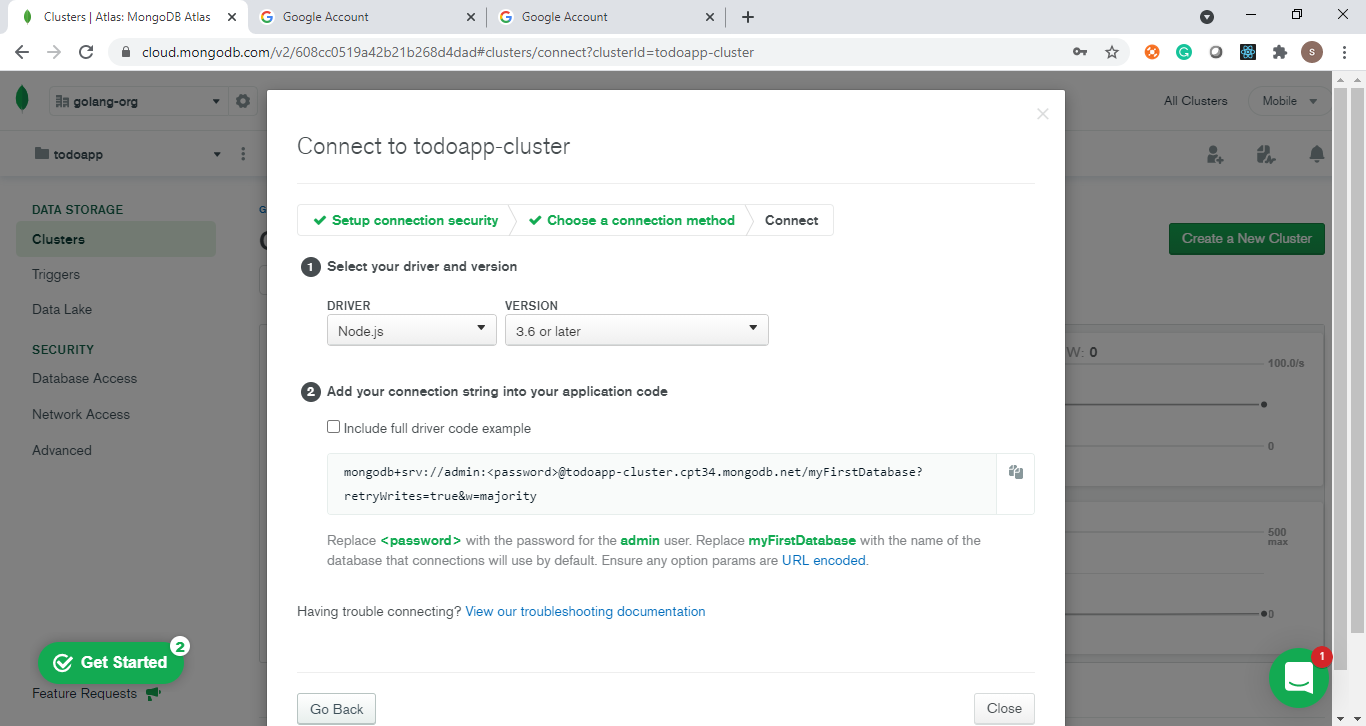 Clusters | Atlas: MongoDB Atlas
Google Account
Google Account
cloud.mongodb.com/v2/608cc0519a42b21b268d4dad#clusters/connect?clusterId=todoapp-cluster
S
golang-org
All Clusters
Mobile
todoapp
DATA STORAGE
Clusters
Triggers
Data Lake
SECURITY
Database Access
Network Access
Advanced
Create a New Cluster
W: 0
100.0/s
0
500
max
0
Connect to todoapp-cluster
Setup connection security
Choose a connection method
Connect
1 Select your driver and version
DRIVER
VERSION
Node.js
3.6 or later
2 Add your connection string into your application code
Include full driver code example
mongodb+srv://admin:<password>@todoapp-cluster.cpt34.mongodb.net/myFirstDatabase?
retryWrites=true&w=majority
Replace <password> with the password for the admin user. Replace myFirstDatabase with the name of the
database that connections will use by default. Ensure any option params are URL encoded.
Having trouble connecting? View our troubleshooting documentation
Go Back
Close
Get Started
2
Feature Requests
1